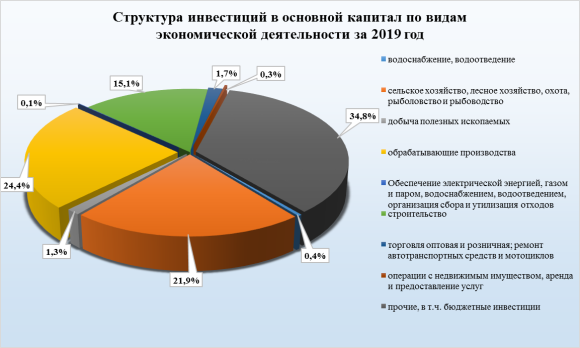 Структура инвестиций в основной капитал по видам
экономической деятельности за 2019 год
1,7%
0,3%
15,1%
0,1%
34,8%
24,4%
1,3%
21,9%
0,4%
водоснабжение, водоотведение
сельское хозяйство, лесное хозяйство, охота,
рыболовство и рыбоводство
добыча полезных ископаемых
обрабатывающие производства
Обеспечение электрической энергией, газом
и паром, водоснабжением, водоотведением,
организация сбора и утилизация отходов
строительство
торговля оптовая и розничная; ремонт
автотранспортных средств и мотоциклов
операции с недвижимым имуществом, аренда
и предоставление услуг
прочие, в т.ч. бюджетные инвестиции